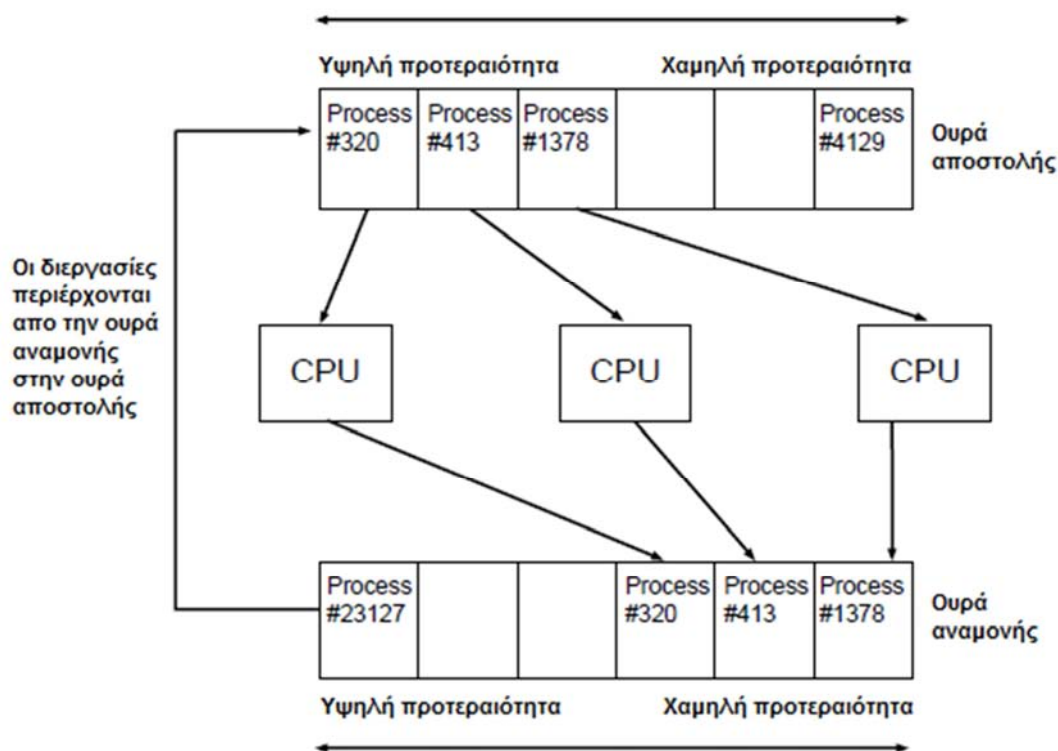 Υψηλή προτεραιότητα
Χαμηλή προτεραιότητα
Process
#320
Process
#413
Process
#1378
Process
#4129
Ουρά
αποστολής
Οι διεργασίες
περιέρχονται
απο την ουρά
αναμονής
στην ουρά
αποστολής
CPU
CPU
CPU
Process
#23127
Process
#320
Process
#413
Process
#1378
Ουρά
αναμονής
Υψηλή προτεραιότητα
Χαμηλή προτεραιότητα